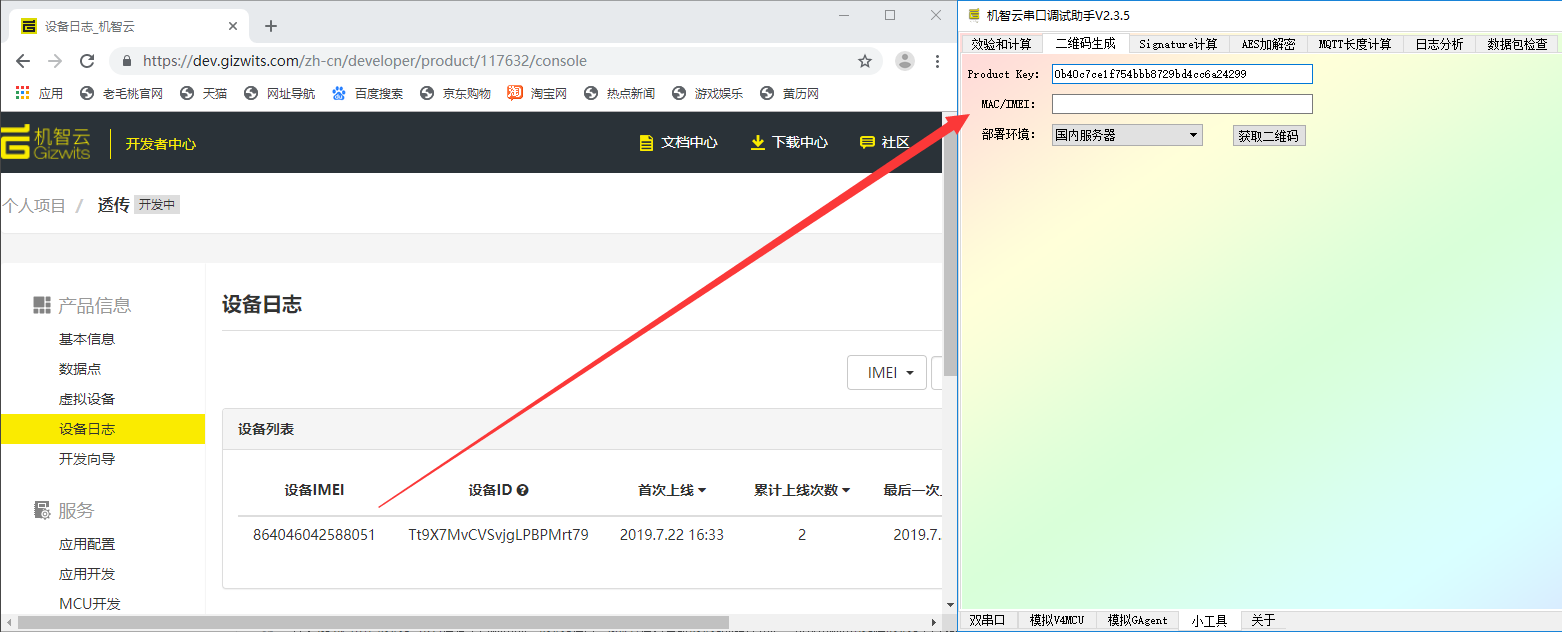 设备日志_机智云
https://dev.gizwits.com/zh-cn/developer/product/117632/console
应用 老毛桃官网 天猫 网址导航 百度搜索 京东购物 淘宝网 热点新闻 游戏娱乐 黄历网
机智云
Gizwits
开发者中心
文档中心 下载中心 社区
个人项目 / 透传 开发中
产品信息
基本信息
数据点
虚拟设备
设备日志
开发向导
服务
应用配置
应用开发
MCU开发
设备日志
IMEI
设备列表
设备IMEI 设备ID 首次上线 累计上线次数 最后一次
864046042588051 Tt9X7MvCVSvjgLPBPMrt79 2019.7.22 16:33 2 2019.7.
机智云串口调试助手V2.3.5
效验和计算 二维码生成 Signature计算 AES加解密 MQTT长度计算 日志分析 数据包检查
Product Key: 0b40c7ce1f754bbb8729bd4cc6a24299
MAC/IMEI:
部署环境: 国内服务器 获取二维码
双串口 模拟V4MCU 模拟GAgent 小工具 关于